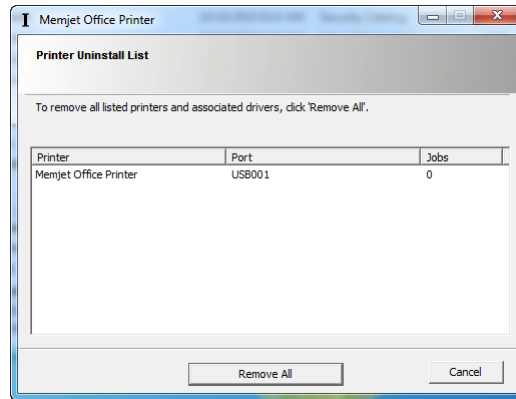 Memjet Office Printer
Printer Uninstall List
To remove all listed printers and associated drivers, click 'Remove All'.
Printer Port Jobs
Memjet Office Printer USB001 0
Remove All Cancel